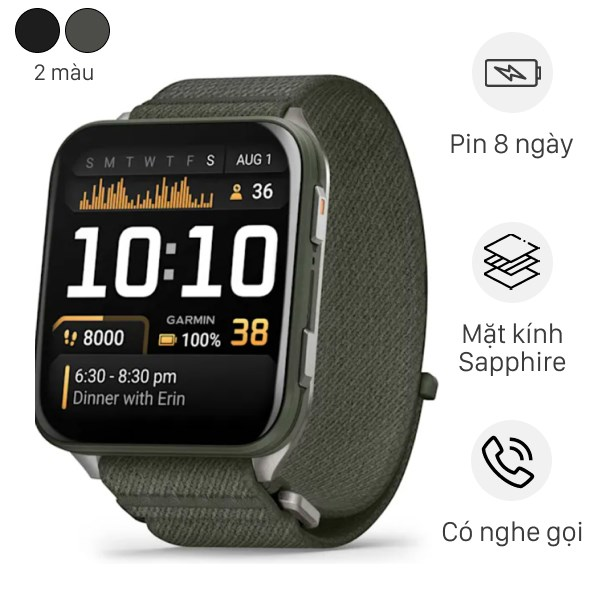 2 màu
S M T W T F S AUG 1
36
10:10
GARMIN
8000
100%
38
6:30 - 8:30 pm
Dinner with Erin
Pin 8 ngày
Mặt kính
Sapphire
Có nghe gọi